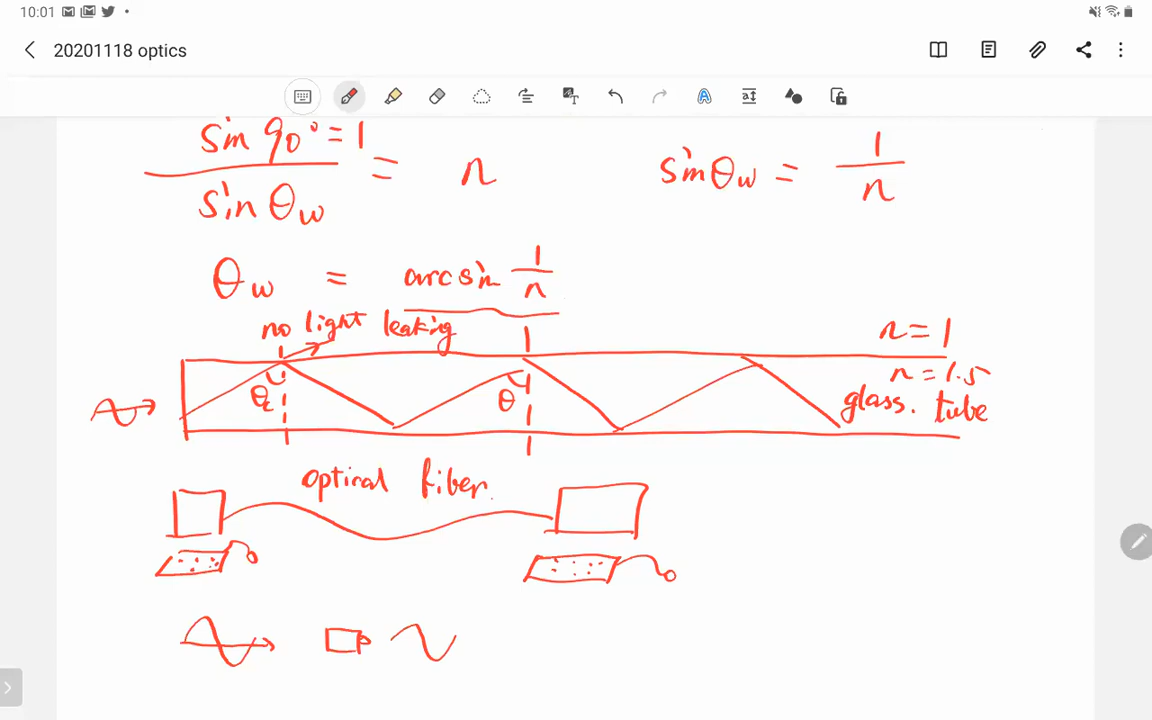 10:01
20201118 optics
sin 90° = 1
sin θw
= n
sin θw = 1/n
θw = arcsin 1/n
no light leaking
n = 1
n = 1.5
glass. tube
θ
optical fiber.